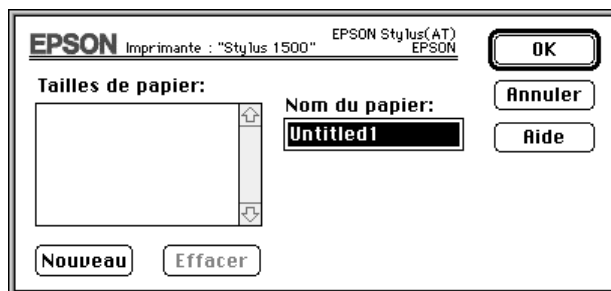 EPSON Imprimante : "Stylus 1500" EPSON Stylus(AT)
EPSON
OK
Tailles de papier:
Annuler
Nom du papier:
Untitled1
Aide
Nouveau
Effacer